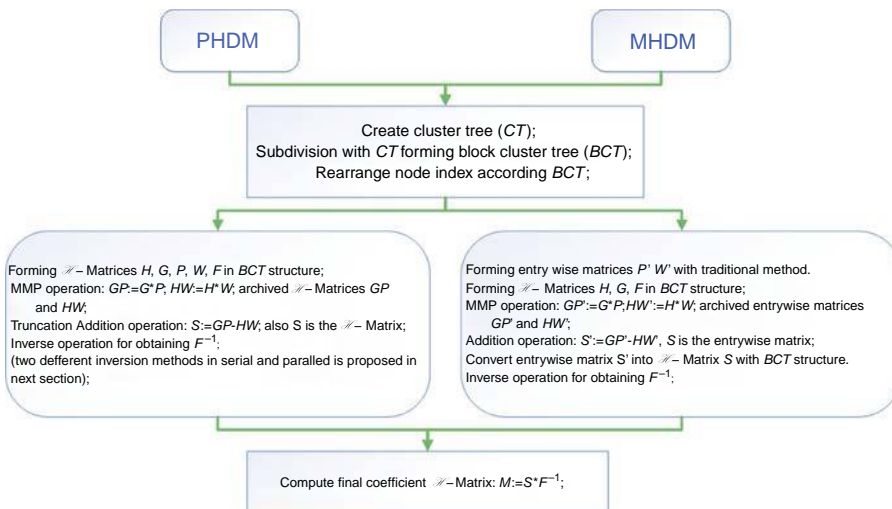 PHDM
MHDM
Create cluster tree (CT);
Subdivision with CT forming block cluster tree (BCT);
Rearrange node index according BCT;
Forming ℋ– Matrices H, G, P, W, F in BCT structure;
MMP operation: GP:=G*P; HW:=H*W; archived ℋ– Matrices GP
and HW;
Truncation Addition operation: S:=GP-HW; also S is the ℋ–Matrix;
Inverse operation for obtaining F⁻¹;
(two defferent inversion methods in serial and paralled is proposed in
next section);
Forming entry wise matrices P' W' with traditional method.
Forming ℋ– Matrices H, G, F in BCT structure;
MMP operation: GP':=G*P;HW':=H*W; archived entrywise matrices
GP' and HW';
Addition operation: S':=GP'-HW', S is the entrywise matrix;
Convert entrywise matrix S' into ℋ– Matrix S with BCT structure.
Inverse operation for obtaining F⁻¹;
Compute final coefficient ℋ–Matrix: M:=S*F⁻¹;